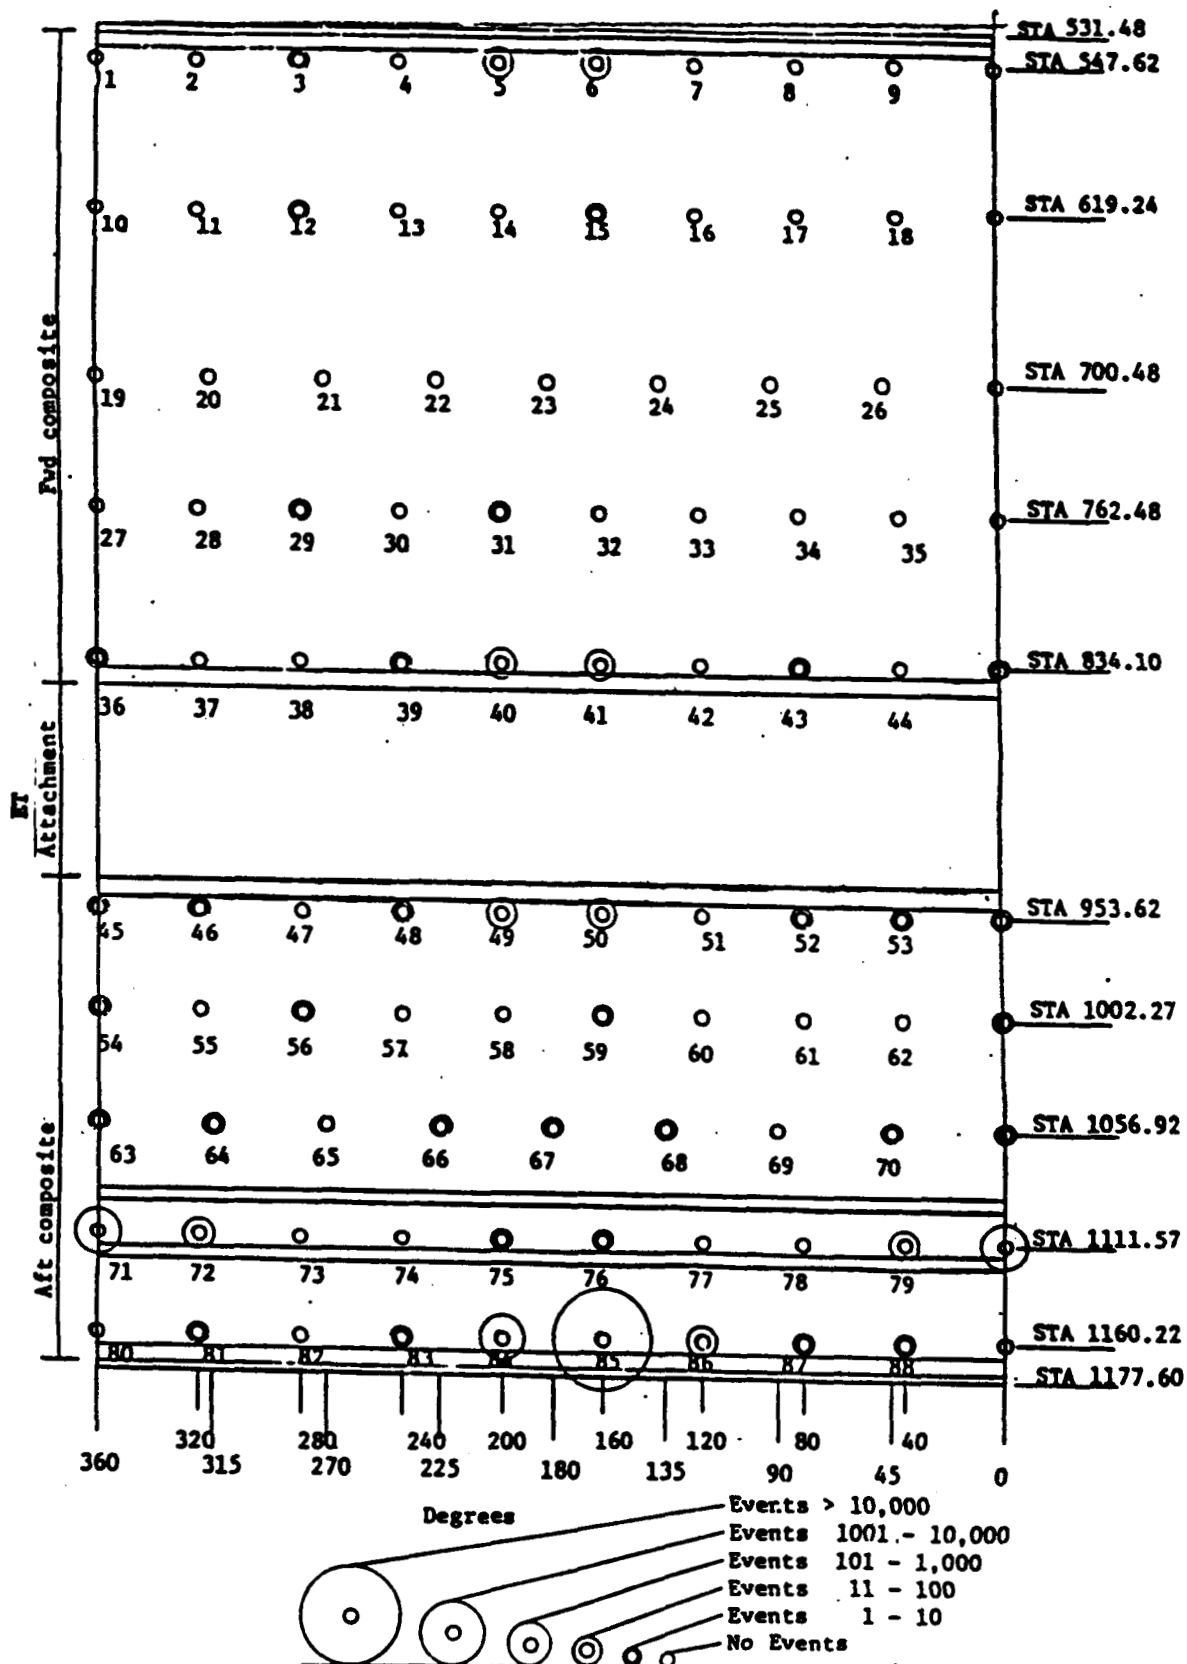 STA 531.48
STA 547.62
1 2 3 4 5 6 7 8 9
STA 619.24
10 11 12 13 14 15 16 17 18
Fwd composite
STA 700.48
19 20 21 22 23 24 25 26
STA 762.48
27 28 29 30 31 32 33 34 35
STA 834.10
36 37 38 39 40 41 42 43 44
ET
Attachment
STA 953.62
45 46 47 48 49 50 51 52 53
STA 1002.27
54 55 56 57 58 59 60 61 62
STA 1056.92
63 64 65 66 67 68 69 70
Aft composite
STA 1111.57
71 72 73 74 75 76 77 78 79
STA 1160.22
80 81 82 83 84 85 86 87 88
STA 1177.60
320 280 240 200 160 120 80 40
360 315 270 225 180 135 90 45 0
Degrees
Events > 10,000
Events 1001 - 10,000
Events 101 - 1,000
Events 11 - 100
Events 1 - 10
No Events